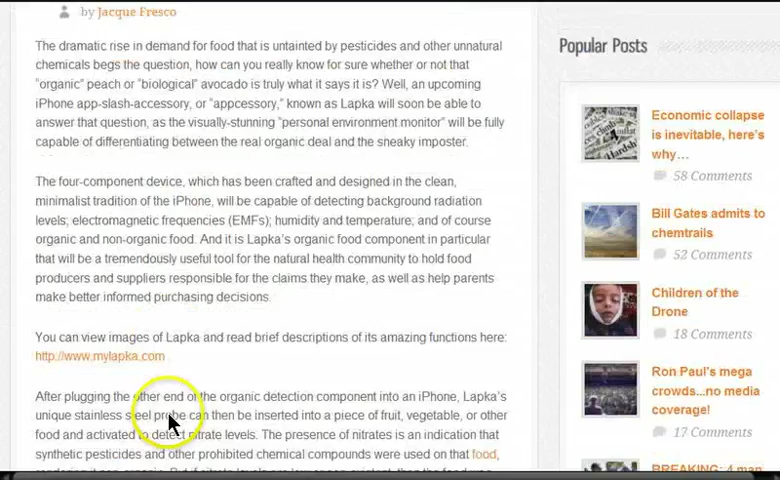 by Jacque Fresco
The dramatic rise in demand for food that is untainted by pesticides and other unnatural
chemicals begs the question, how can you really know for sure whether or not that
"organic" peach or "biological" avocado is truly what it says it is? Well, an upcoming
iPhone app-slash-accessory, or "appcessory," known as Lapka will soon be able to
answer that question, as the visually-stunning "personal environment monitor" will be fully
capable of differentiating between the real organic deal and the sneaky imposter.
The four-component device, which has been crafted and designed in the clean,
minimalist tradition of the iPhone, will be capable of detecting background radiation
levels; electromagnetic frequencies (EMFs); humidity and temperature; and of course
organic and non-organic food. And it is Lapka's organic food component in particular
that will be a tremendously useful tool for the natural health community to hold food
producers and suppliers responsible for the claims they make, as well as help parents
make better informed purchasing decisions.
You can view images of Lapka and read brief descriptions of its amazing functions here:
http://www.mylapka.com
After plugging the other end of the organic detection component into an iPhone, Lapka's
unique stainless steel probe can then be inserted into a piece of fruit, vegetable, or other
food and activated to detect nitrate levels. The presence of nitrates is an indication that
synthetic pesticides and other prohibited chemical compounds were used on that food,
Popular Posts
Economic collapse
is inevitable, here's
why...
58 Comments
Bill Gates admits to
chemtrails
52 Comments
Children of the
Drone
18 Comments
Ron Paul's mega
crowds...no media
coverage!
17 Comments
BREAKING: 4 man